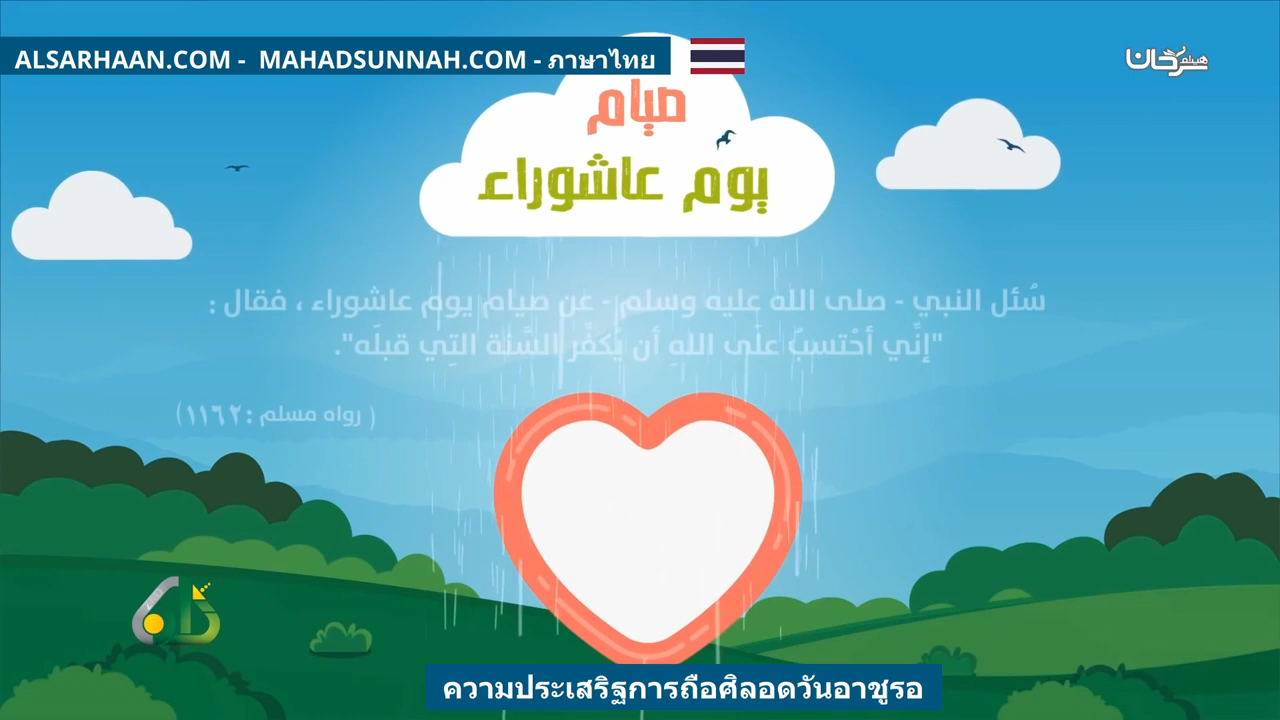 ALSARHAAN.COM - MAHADSUNNAH.COM - ภาษาไทย
صيام
يوم عاشوراء
سُئل النبي - صلى الله عليه وسلم - عن صيام يوم عاشوراء ، فقال :
"إنِّي أحْتسبُ علَى اللهِ أن يُكفِّر السَّنة التِي قبلَه".
( رواه مسلم : ١١٦٢)
ความประเสริฐการถือศิลอดวันอาชูรอ